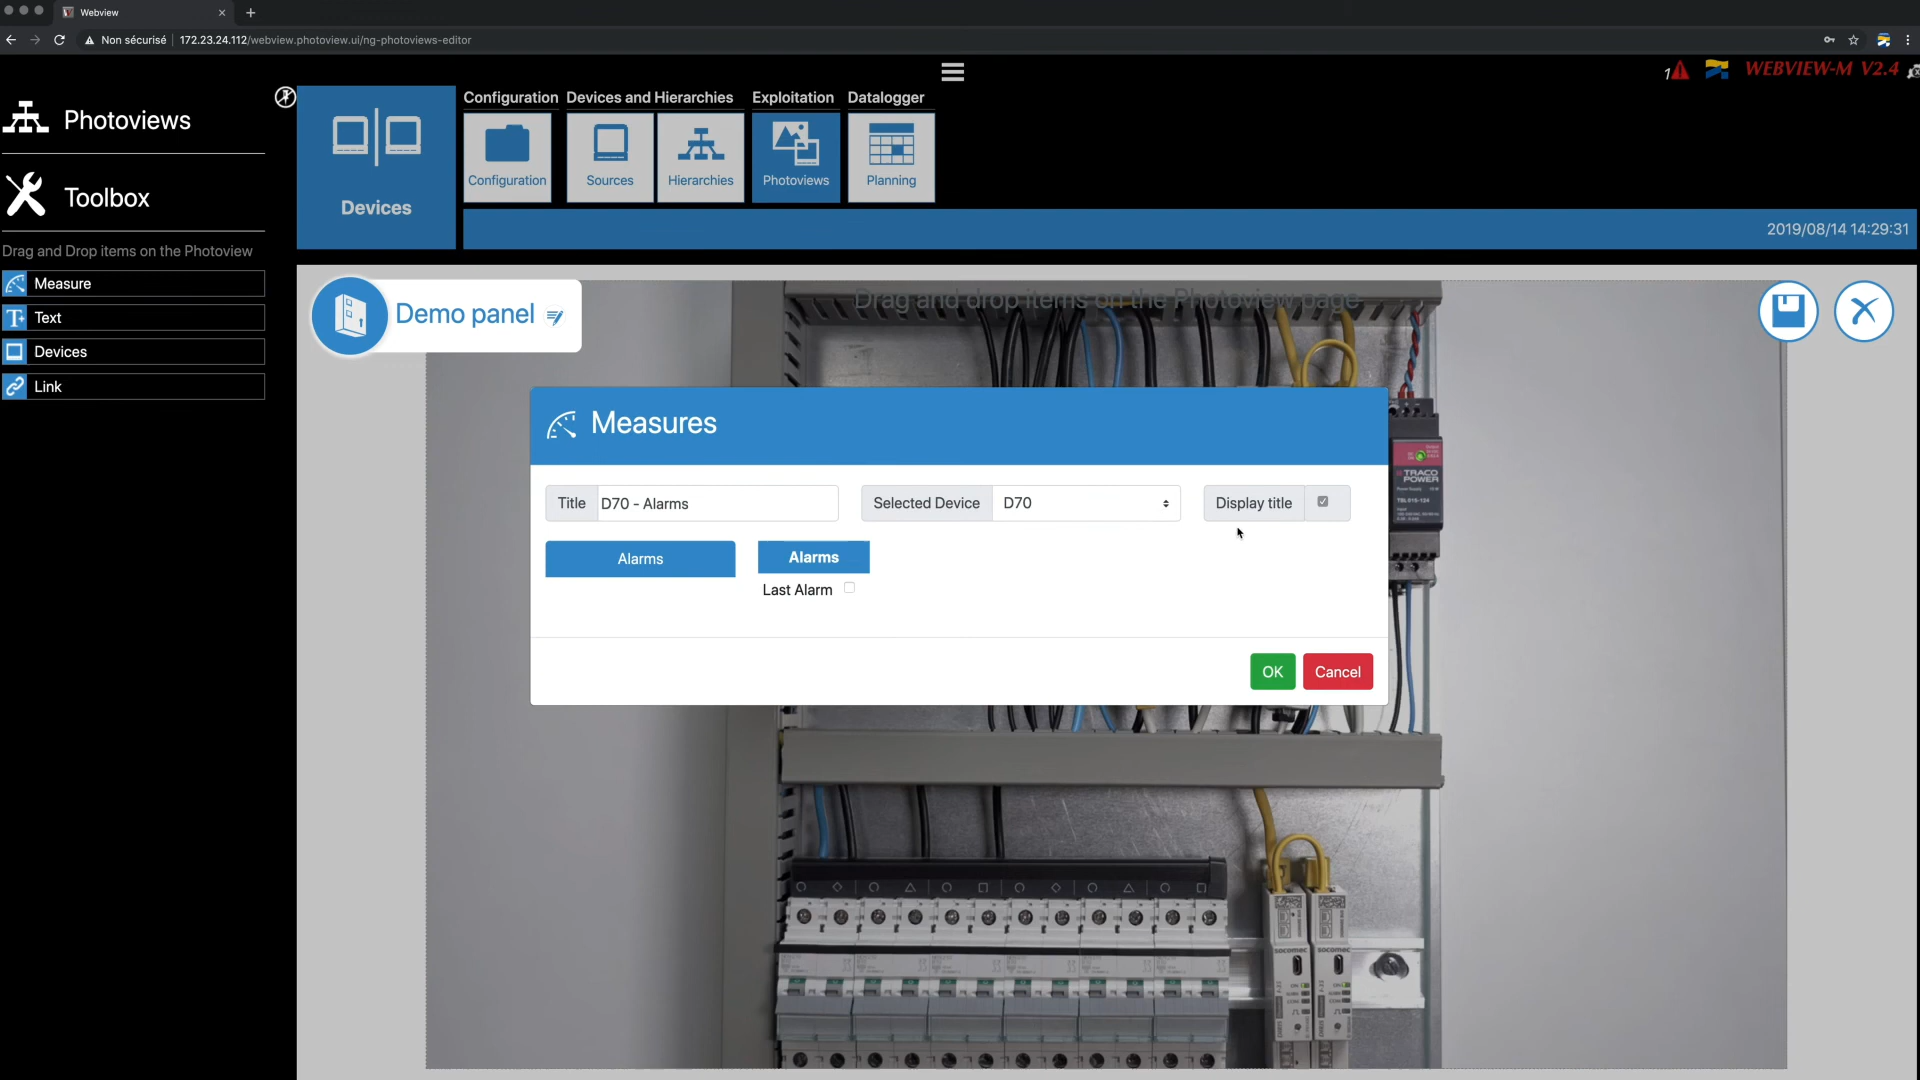 Webview
Non sécurisé
172.23.24.112/webview.photoview.ui/ng-photoviews-editor
1
WEBVIEW-M V2.4
Photoviews
Toolbox
Drag and Drop items on the Photoview
Measure
Text
Devices
Link
Devices
Configuration
Devices and Hierarchies
Exploitation
Datalogger
Configuration
Sources
Hierarchies
Photoviews
Planning
2019/08/14 14:29:31
Demo panel
Drag and drop items on the Photoview page
Measures
Title
D70 - Alarms
Selected Device
D70
Display title
Alarms
Alarms
Last Alarm
OK
Cancel
TRACO
POWER
socomec
socomec